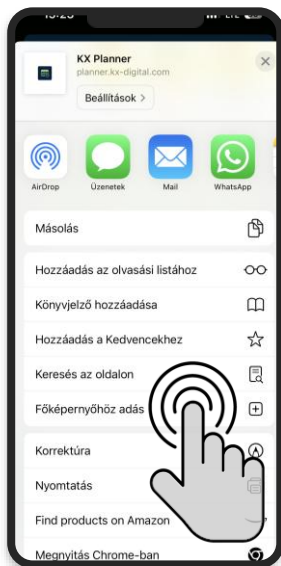 KX Planner
planner.kx-digital.com
Beállítások >
AirDrop Üzenetek Mail WhatsApp
Másolás
Hozzáadás az olvasási listához
Könyvjelző hozzáadása
Hozzáadás a Kedvencekhez
Keresés az oldalon
Főképernyőhöz adás
Korrektúra
Nyomtatás
Find products on Amazon
Megnyitás Chrome-ban